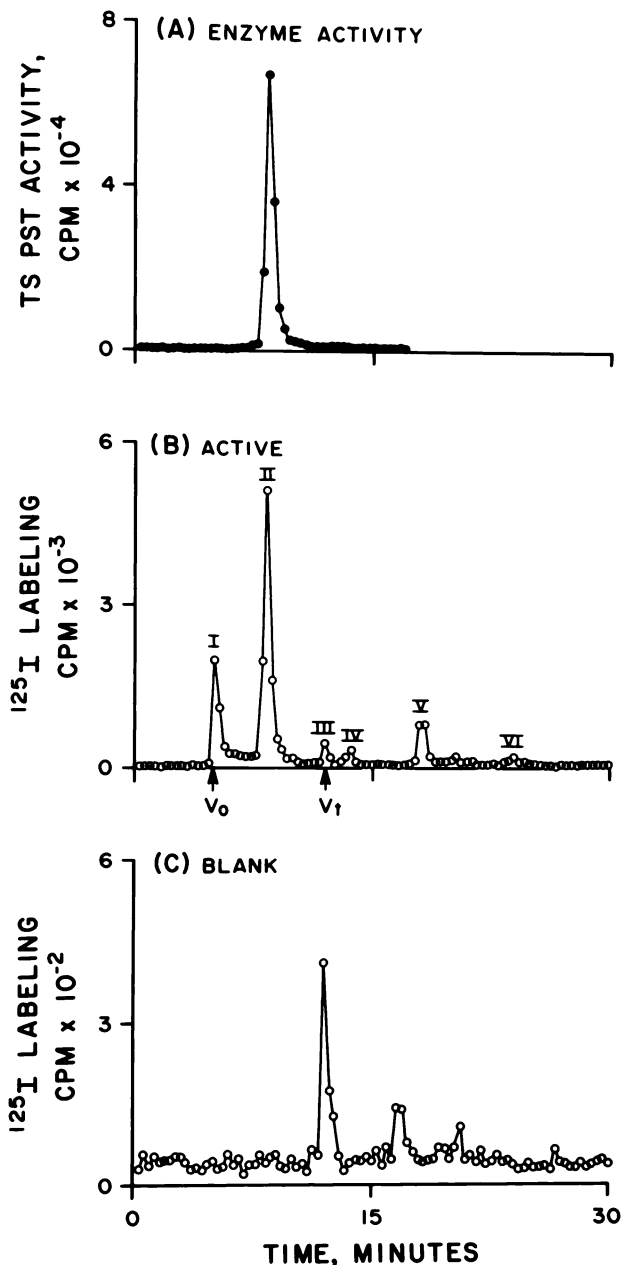 (A) ENZYME ACTIVITY
TS PST ACTIVITY,
CPM x 10⁻⁴
8
4
0
(B) ACTIVE
¹²⁵I LABELING
CPM x 10⁻³
6
3
0
I
II
III
IV
V
VI
Vo
Vt
(C) BLANK
¹²⁵I LABELING
CPM x 10⁻²
6
3
0
0
15
30
TIME, MINUTES